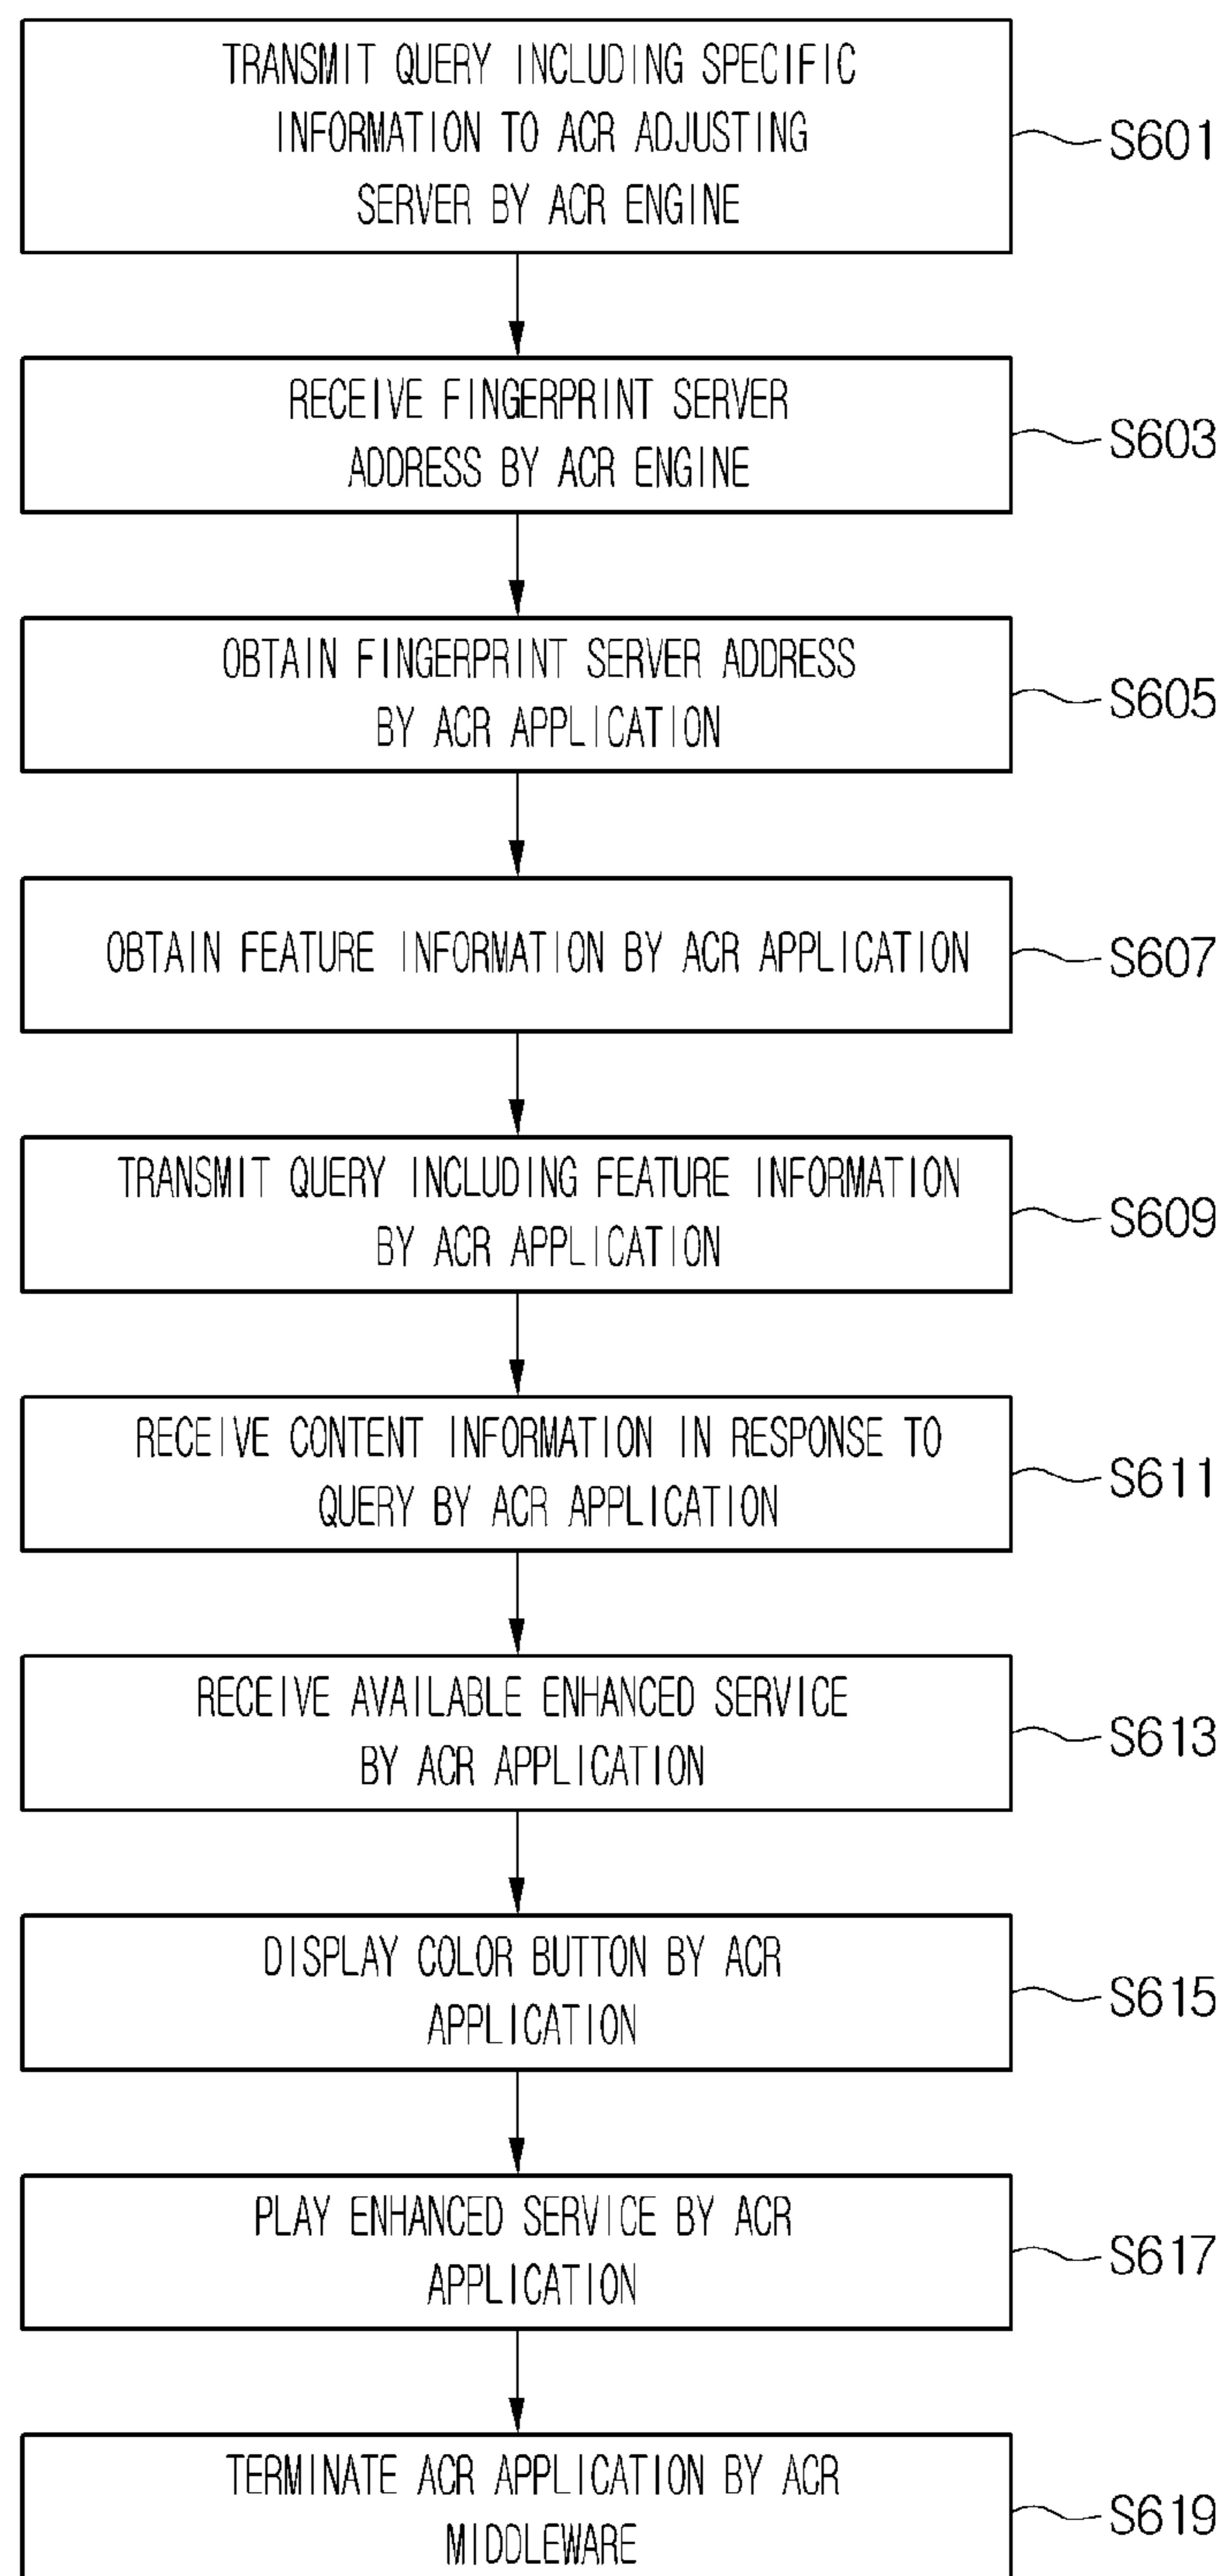 TRANSMIT QUERY INCLUDING SPECIFIC
INFORMATION TO ACR ADJUSTING
SERVER BY ACR ENGINE
S601
RECEIVE FINGERPRINT SERVER
ADDRESS BY ACR ENGINE
S603
OBTAIN FINGERPRINT SERVER ADDRESS
BY ACR APPLICATION
S605
OBTAIN FEATURE INFORMATION BY ACR APPLICATION
S607
TRANSMIT QUERY INCLUDING FEATURE INFORMATION
BY ACR APPLICATION
S609
RECEIVE CONTENT INFORMATION IN RESPONSE TO
QUERY BY ACR APPLICATION
S611
RECEIVE AVAILABLE ENHANCED SERVICE
BY ACR APPLICATION
S613
DISPLAY COLOR BUTTON BY ACR
APPLICATION
S615
PLAY ENHANCED SERVICE BY ACR
APPLICATION
S617
TERMINATE ACR APPLICATION BY ACR
MIDDLEWARE
S619